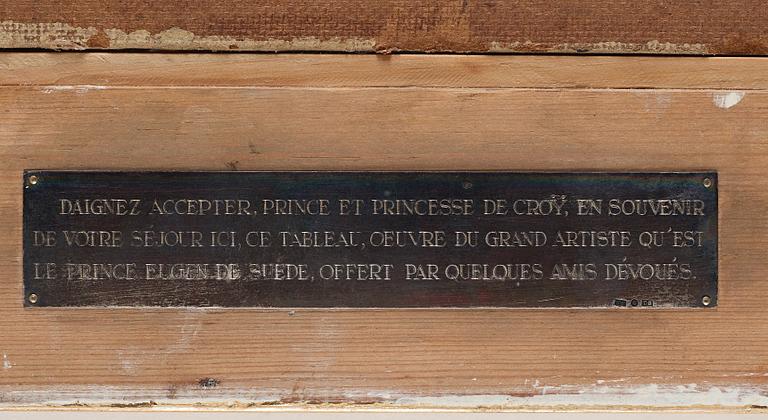 DAIGNEZ ACCEPTER, PRINCE ET PRINCESSE DE CROŸ, EN SOUVENIR
DE VOTRE SÉJOUR ICI, CE TABLEAU, OEUVRE DU GRAND ARTISTE QU'EST
LE PRINCE EUGEN DE SUÈDE, OFFERT PAR QUELQUES AMIS DÉVOUÉS.